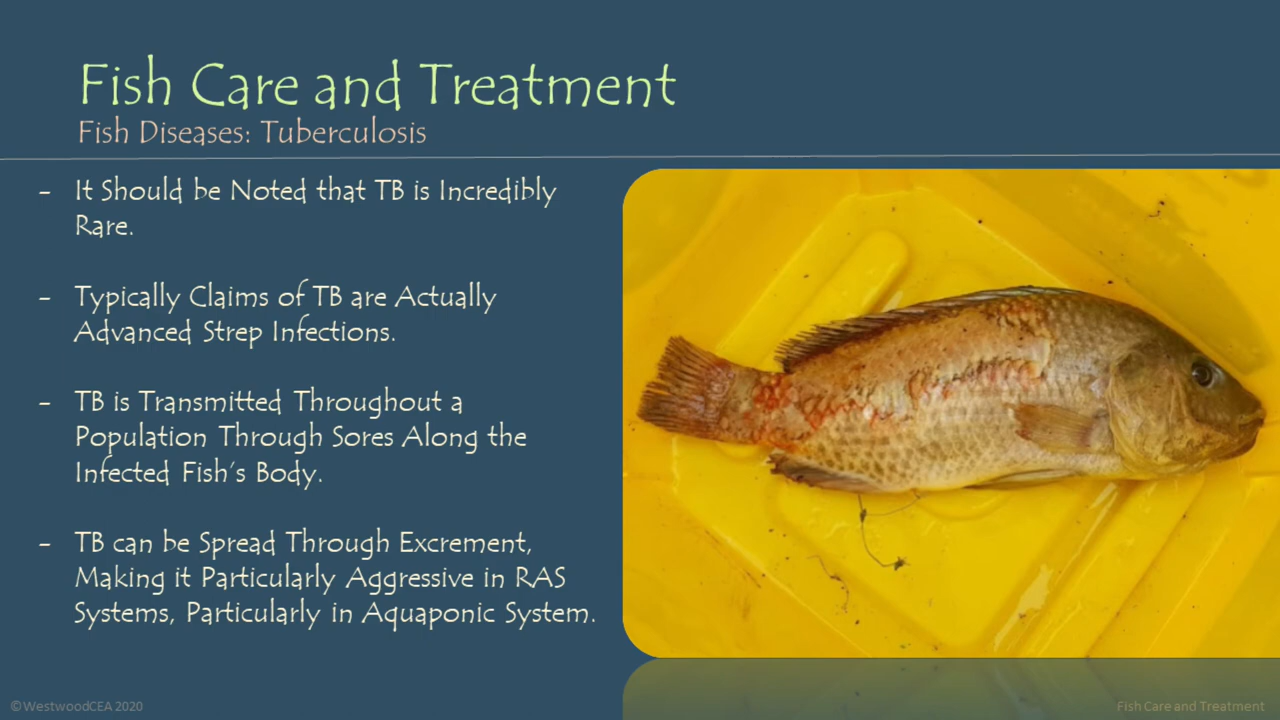 Fish Care and Treatment
Fish Diseases: Tuberculosis
- It Should be Noted that TB is Incredibly
Rare.
- Typically Claims of TB are Actually
Advanced Strep Infections.
- TB is Transmitted Throughout a
Population Through Sores Along the
Infected Fish's Body.
- TB can be Spread Through Excrement,
Making it Particularly Aggressive in RAS
Systems, Particularly in Aquaponic System.
©WestwoodCEA 2020
Fish Care and Treatment